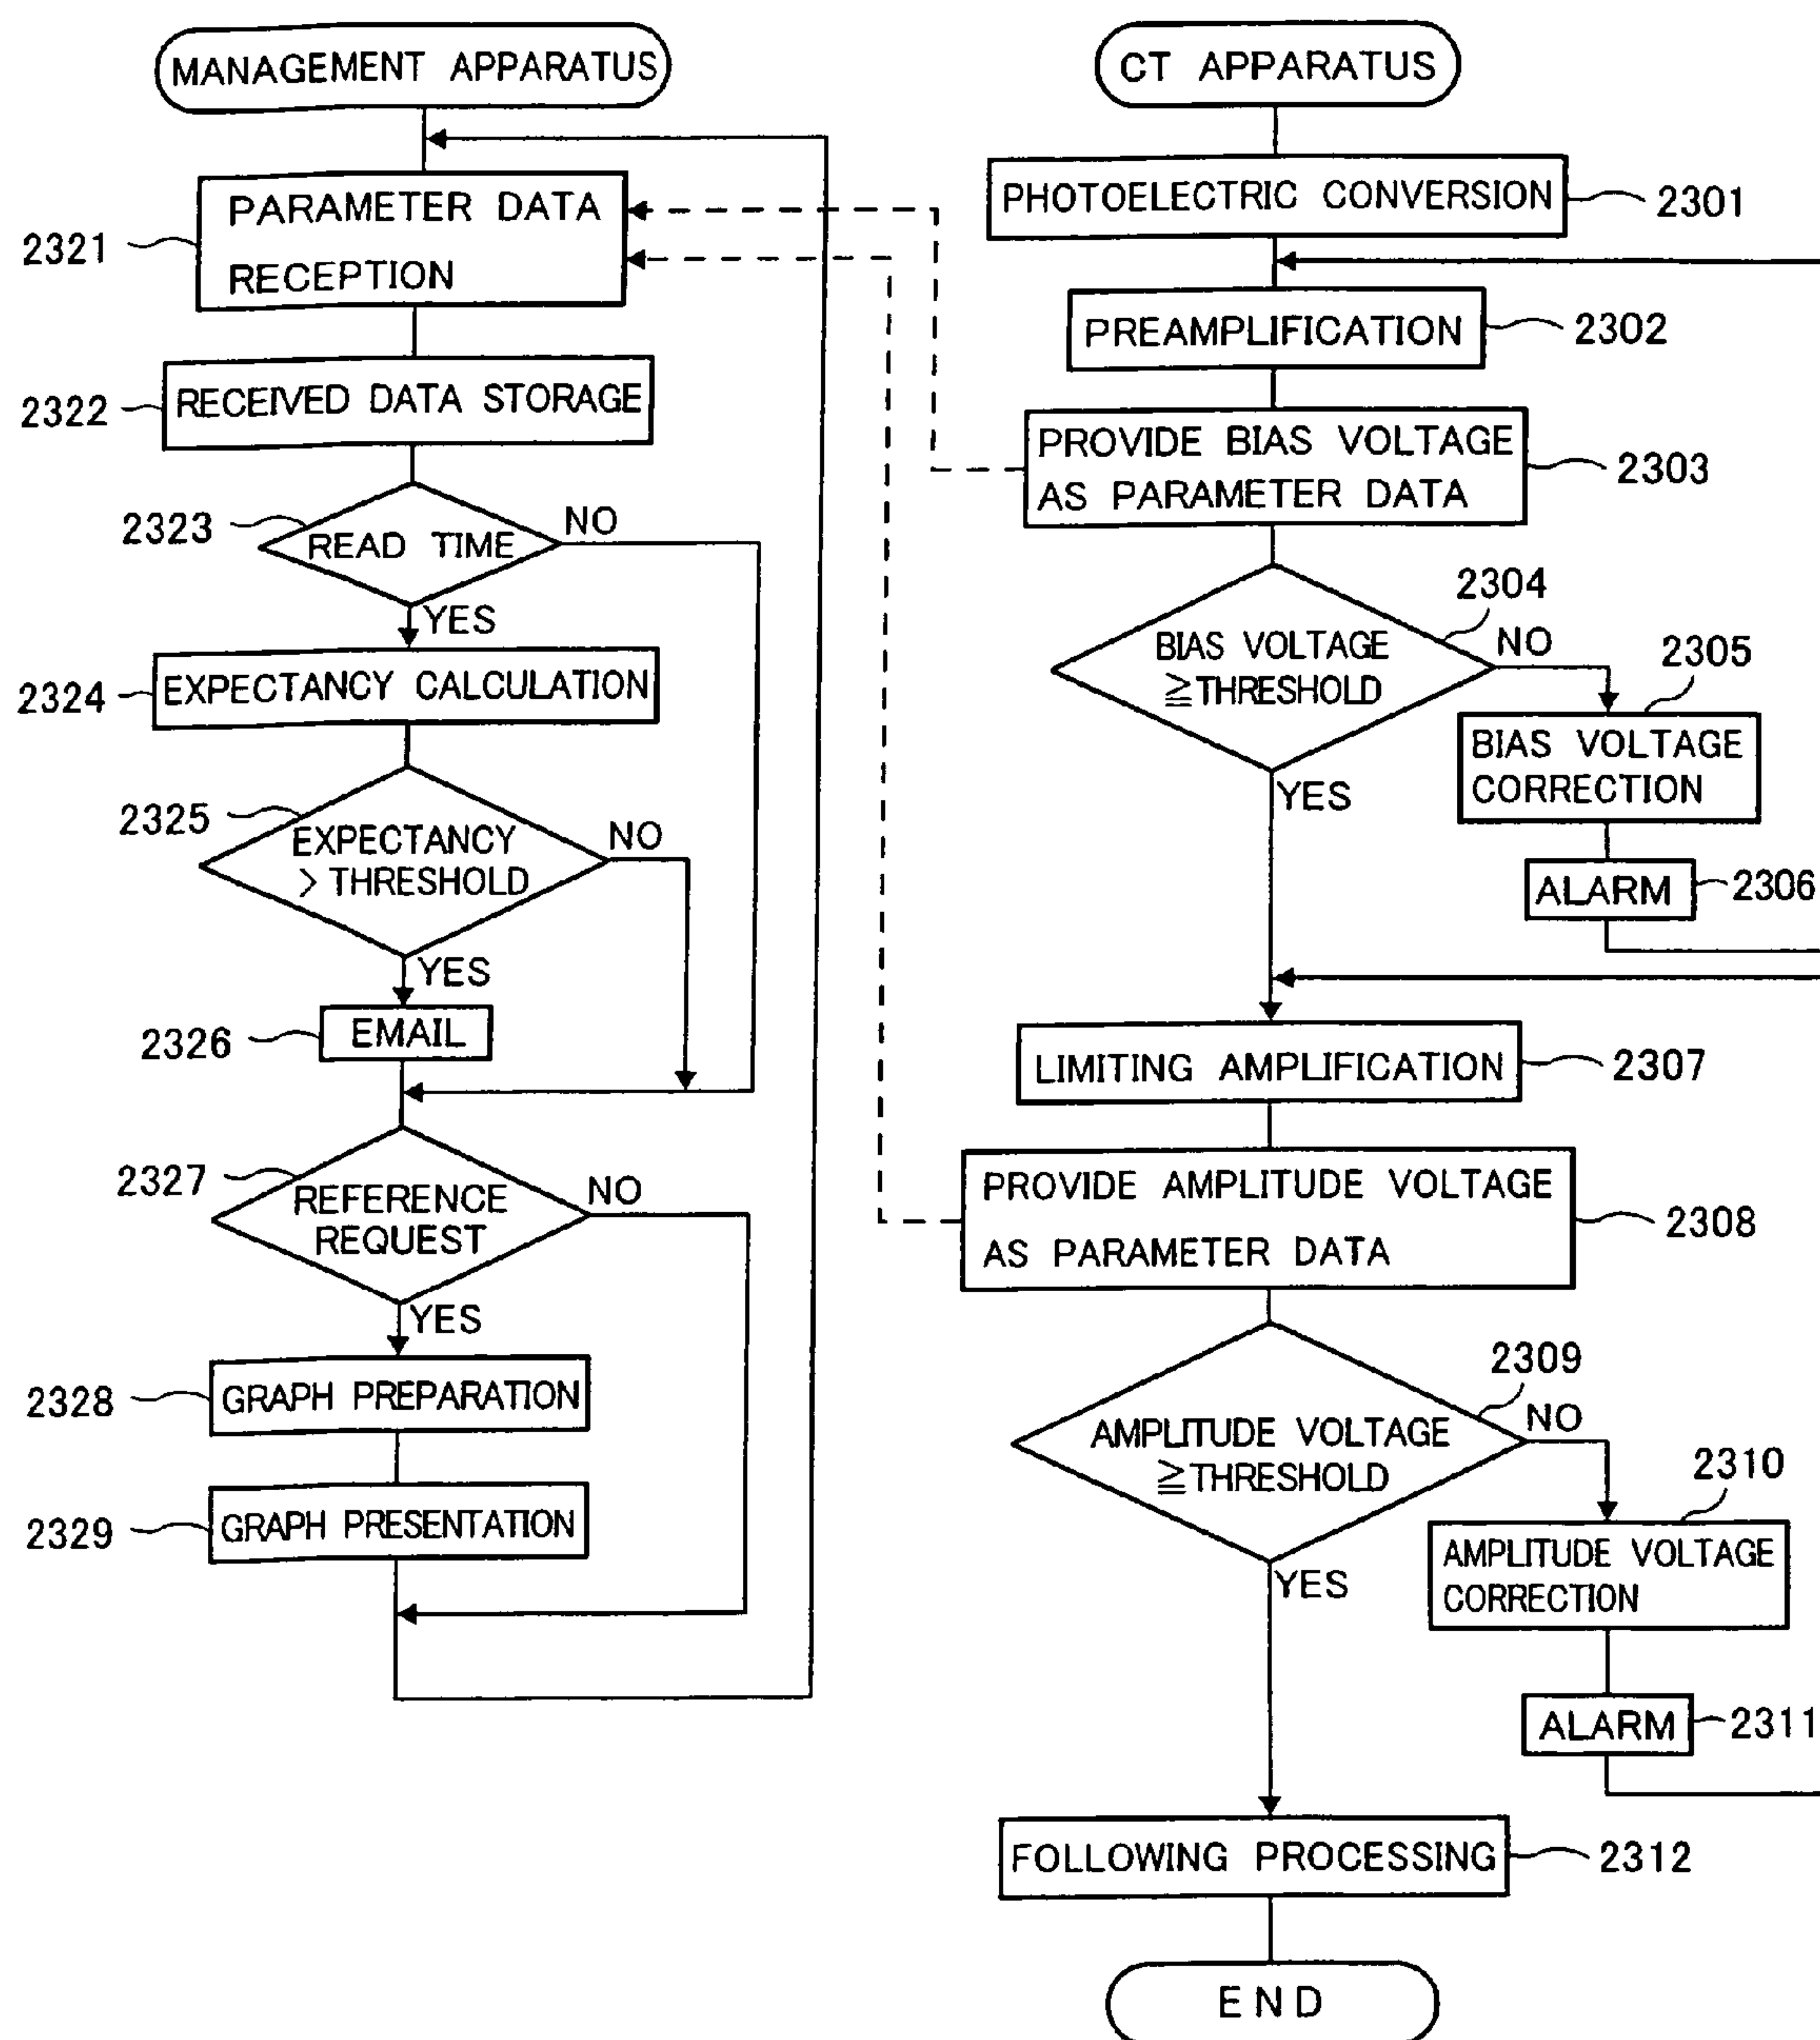 MANAGEMENT APPARATUS
2321
PARAMETER DATA
RECEPTION
2322
RECEIVED DATA STORAGE
2323
READ TIME
NO
YES
2324
EXPECTANCY CALCULATION
2325
EXPECTANCY
> THRESHOLD
NO
YES
2326
EMAIL
2327
REFERENCE
REQUEST
NO
YES
2328
GRAPH PREPARATION
2329
GRAPH PRESENTATION
CT APPARATUS
PHOTOELECTRIC CONVERSION
2301
PREAMPLIFICATION
2302
PROVIDE BIAS VOLTAGE
AS PARAMETER DATA
2303
2304
BIAS VOLTAGE
≧THRESHOLD
NO
YES
2305
BIAS VOLTAGE
CORRECTION
ALARM
2306
LIMITING AMPLIFICATION
2307
PROVIDE AMPLITUDE VOLTAGE
AS PARAMETER DATA
2308
2309
AMPLITUDE VOLTAGE
≧THRESHOLD
NO
YES
2310
AMPLITUDE VOLTAGE
CORRECTION
ALARM
2311
FOLLOWING PROCESSING
2312
END